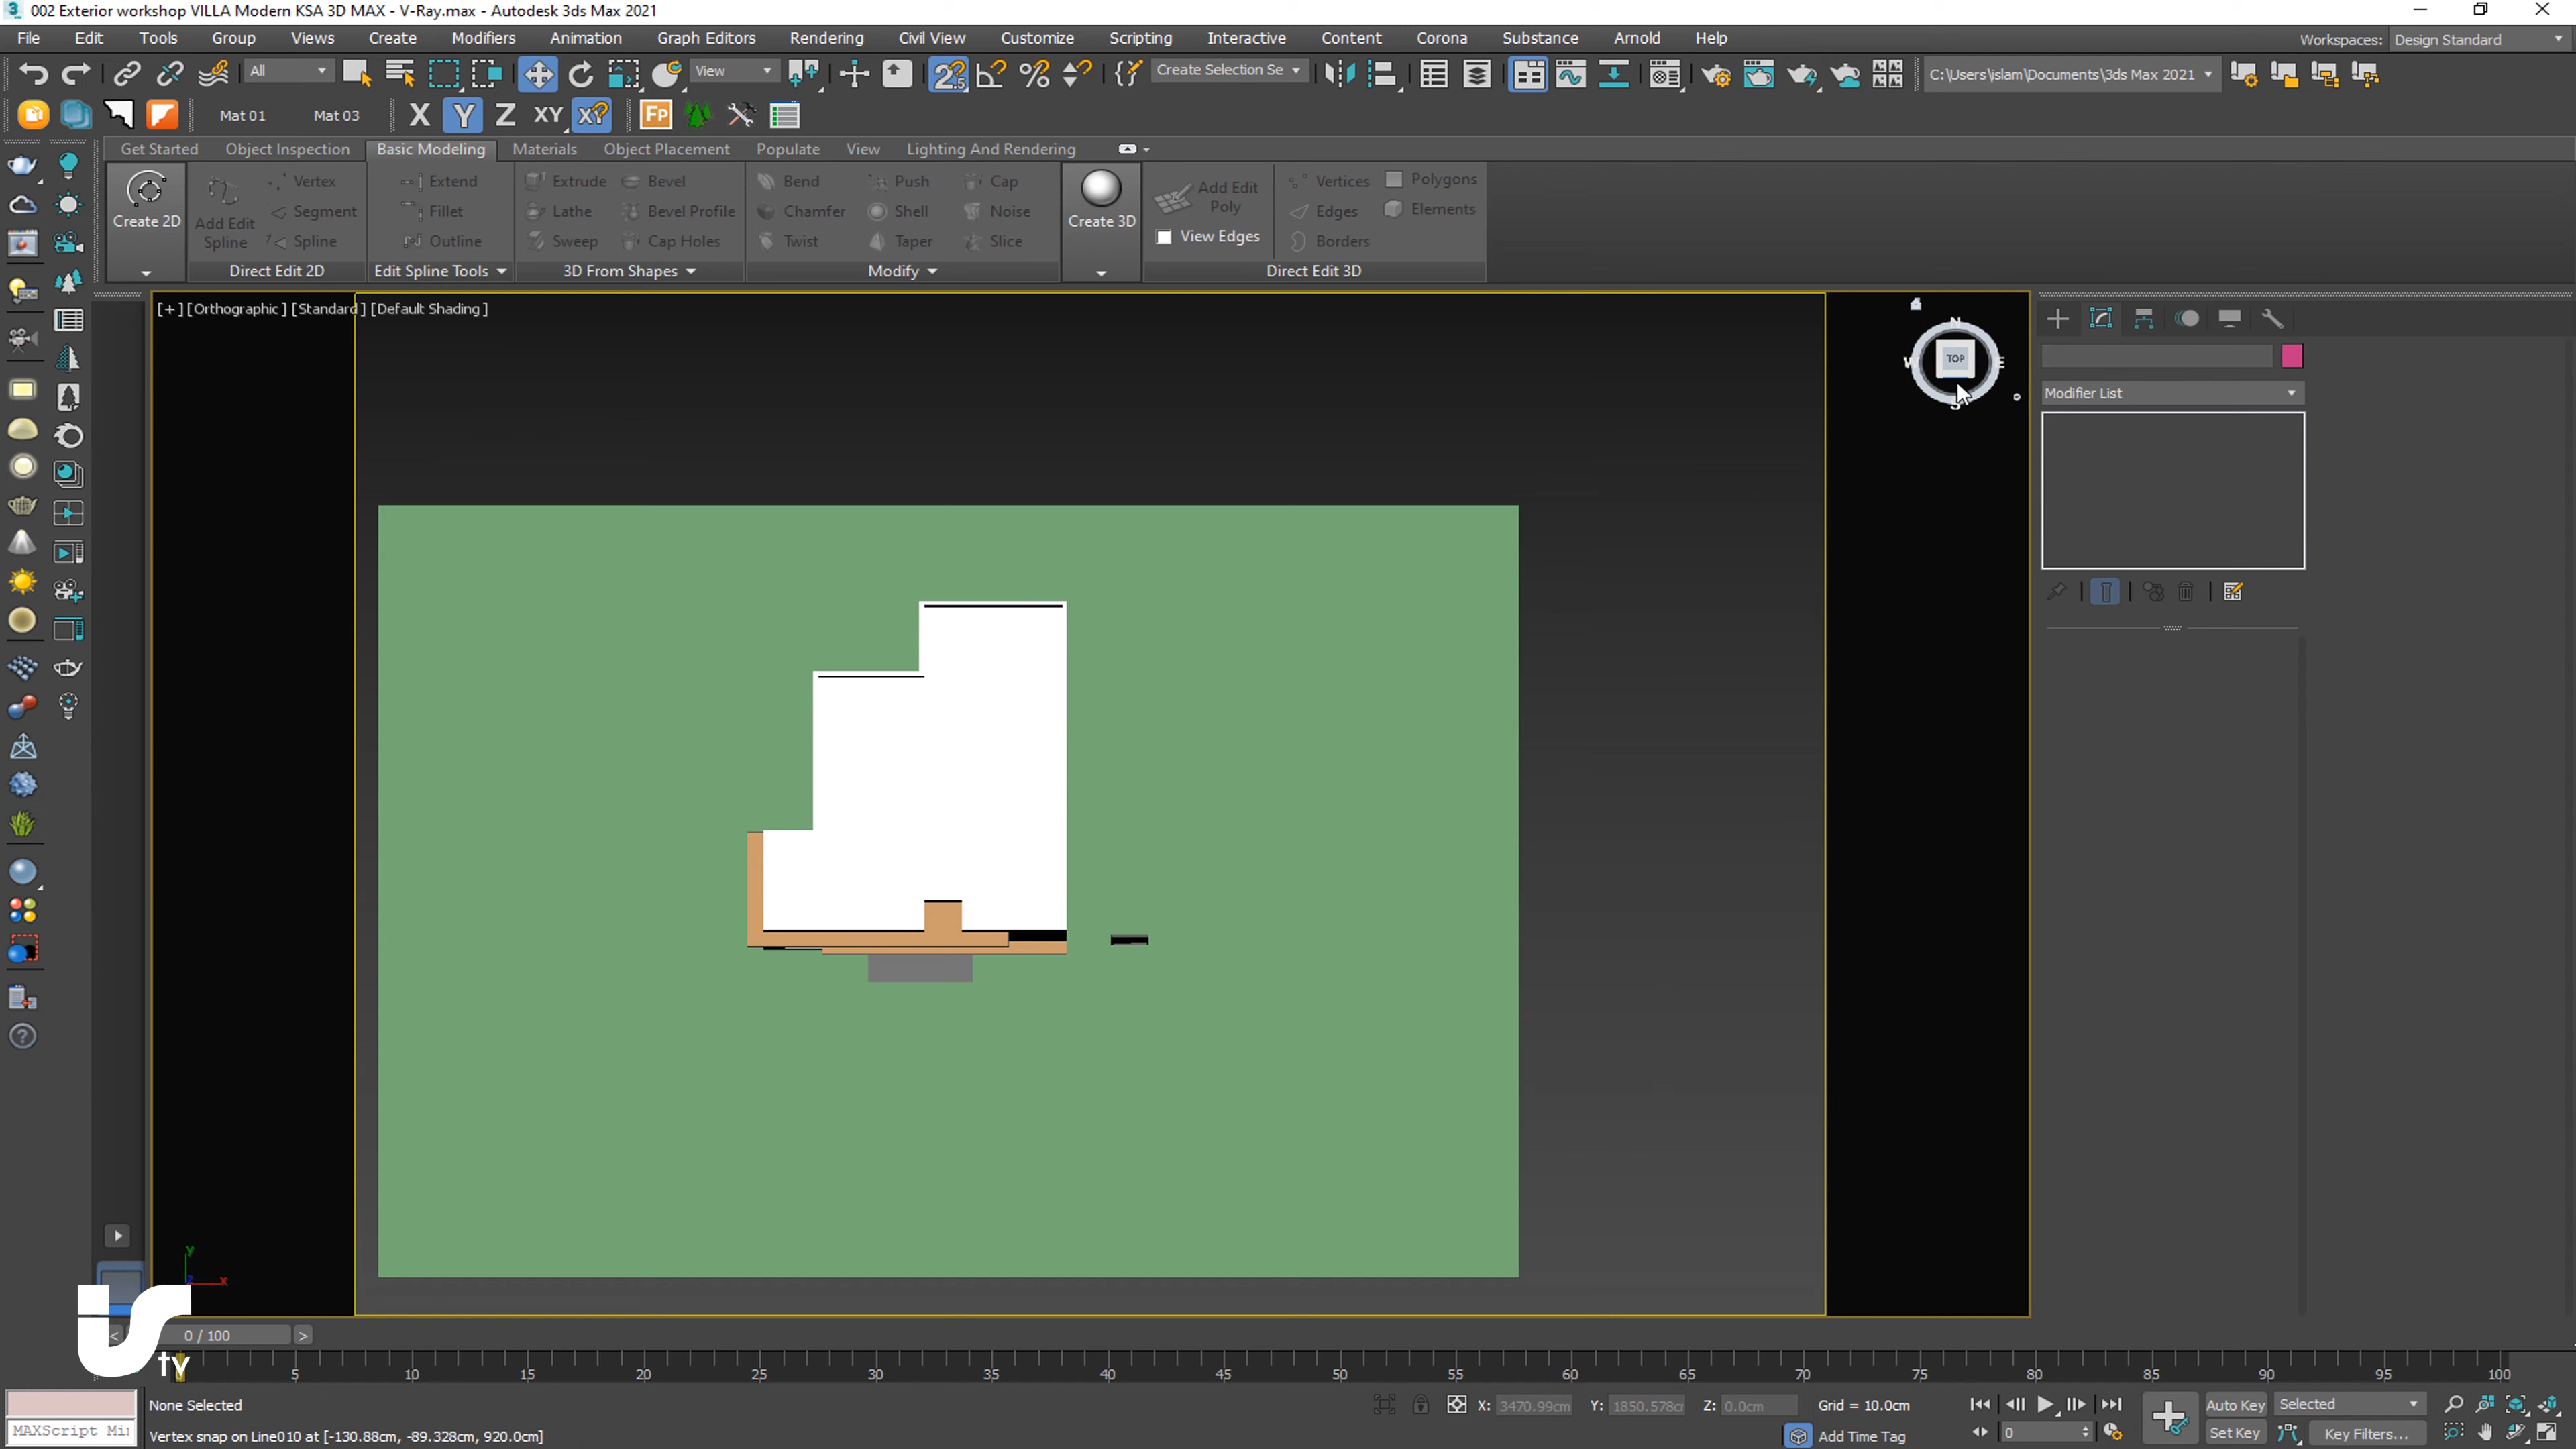 002 Exterior workshop VILLA Modern KSA 3D MAX - V-Ray.max - Autodesk 3ds Max 2021
File Edit Tools Group Views Create Modifiers Animation Graph Editors Rendering Civil View Customize Scripting Interactive Content Corona Substance Arnold Help Workspaces: Design Standard
All View Create Selection Se C:\Users\islam\Documents\3ds Max 2021
Mat 01 Mat 03 X Y Z XY
Get Started Object Inspection Basic Modeling Materials Object Placement Populate View Lighting And Rendering
Vertex Extend Extrude Bevel Bend Push Cap Vertices Polygons
Create 2D Add Edit Spline Segment Fillet Lathe Bevel Profile Chamfer Shell Noise Create 3D Add Edit Poly Edges Elements
Spline Outline Sweep Cap Holes Twist Taper Slice View Edges Borders
Direct Edit 2D Edit Spline Tools 3D From Shapes Modify Direct Edit 3D
[+] [Orthographic ] [Standard ] [Default Shading ]
N
W TOP E
S
Modifier List
y
x
tv
< 0 / 100 >
5 10 15 20 25 30 35 40 45 50 55 60 65 70 75 80 85 90 95 100
None Selected X: 3470.99cm Y: 1850.578cr Z: 0.0cm Grid = 10.0cm Auto Key Selected
MAXScript Mi Vertex snap on Line010 at [-130.88cm, -89.328cm, 920.0cm] Add Time Tag 0 Set Key Key Filters...